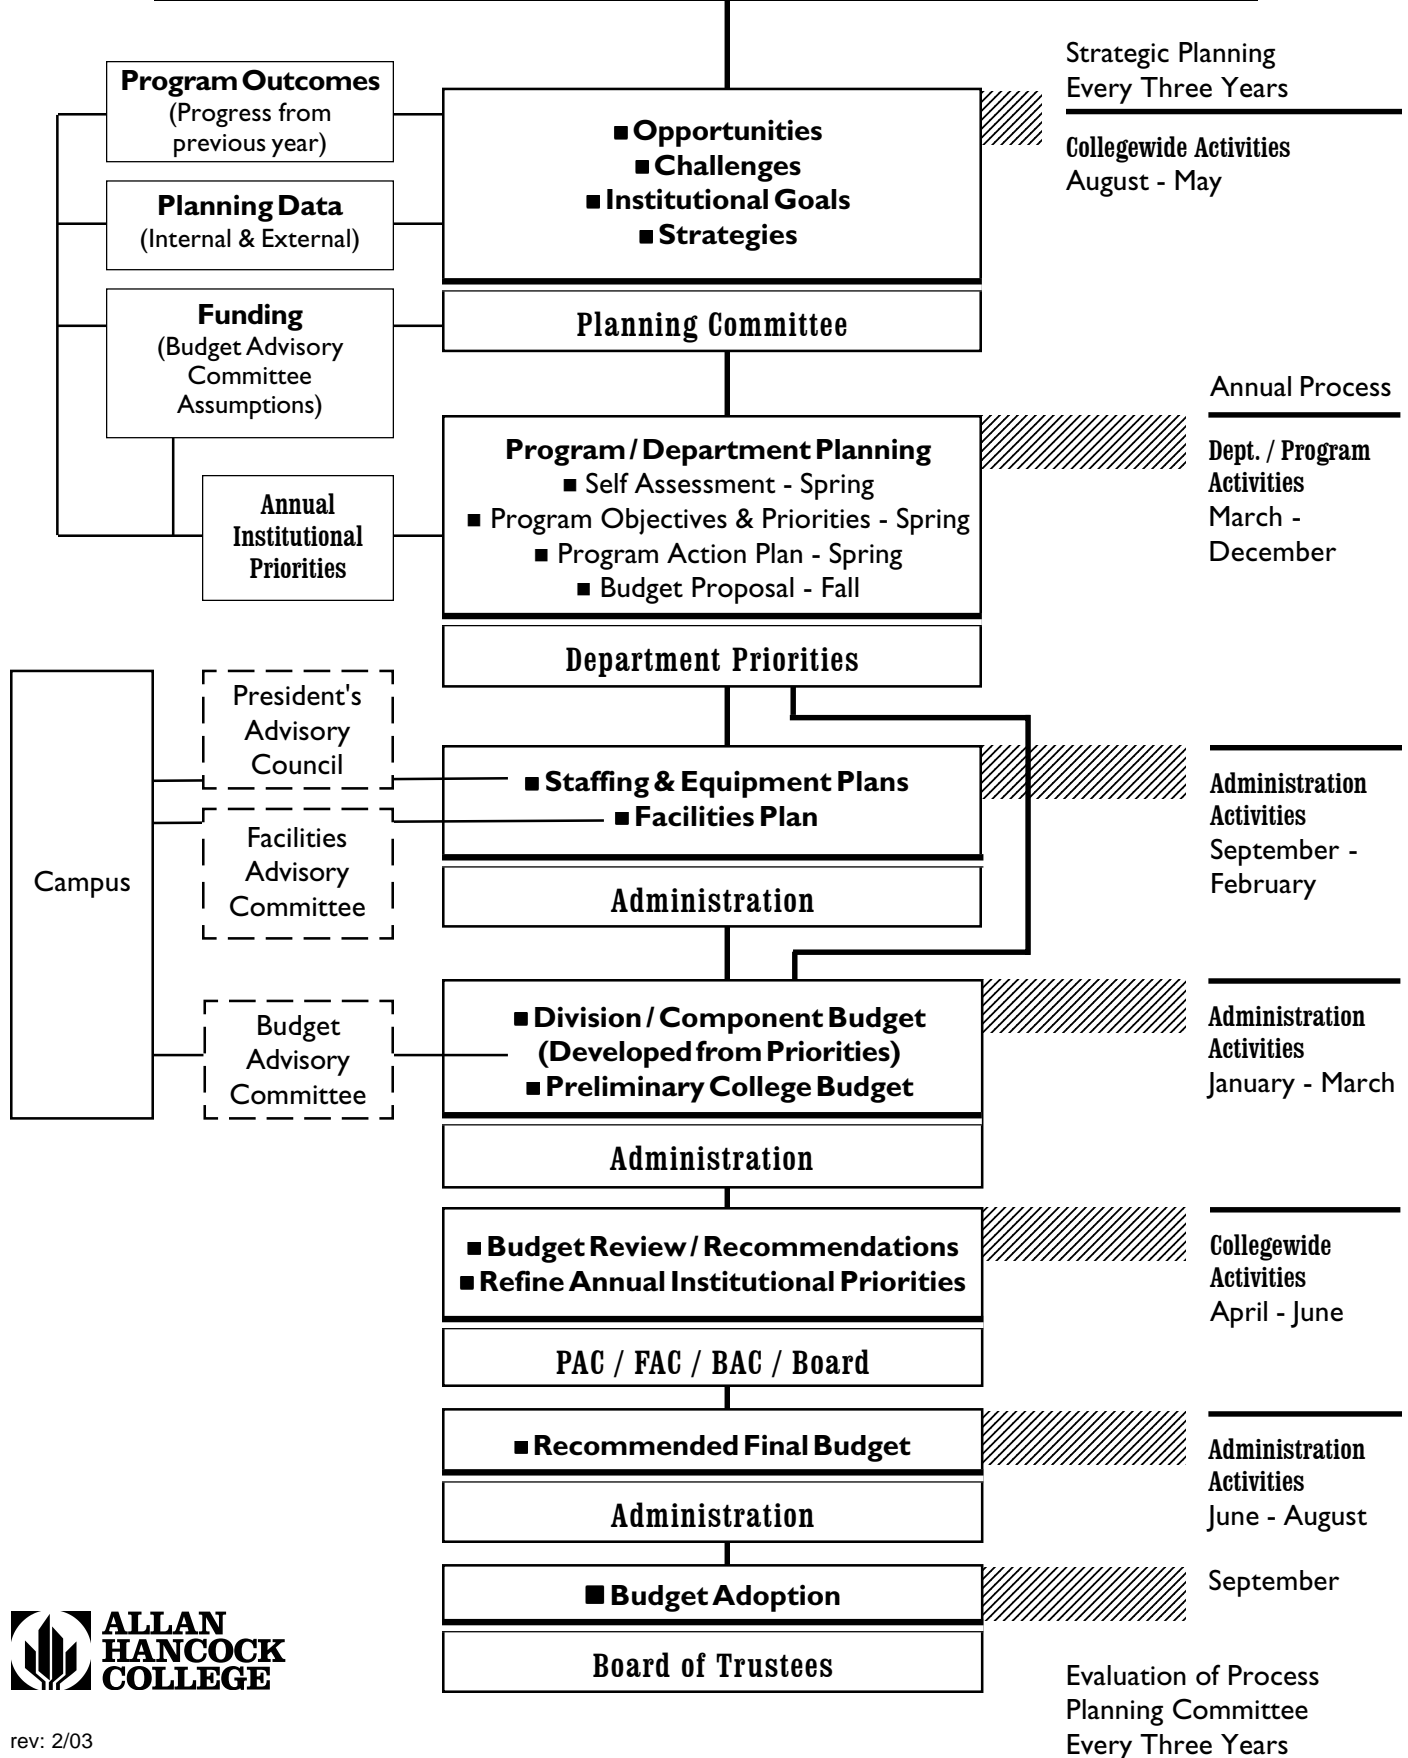 Strategic Planning
Every Three Years
Collegewide Activities
August - May
Program Outcomes
(Progress from
previous year)
Planning Data
(Internal & External)
Funding
(Budget Advisory
Committee
Assumptions)
■ Opportunities
■ Challenges
■ Institutional Goals
■ Strategies
Planning Committee
Annual Process
Dept. / Program
Activities
March -
December
Annual
Institutional
Priorities
Program / Department Planning
■ Self Assessment - Spring
■ Program Objectives & Priorities - Spring
■ Program Action Plan - Spring
■ Budget Proposal - Fall
Department Priorities
Campus
President's
Advisory
Council
Facilities
Advisory
Committee
■ Staffing & Equipment Plans
■ Facilities Plan
Administration
Administration
Activities
September -
February
Budget
Advisory
Committee
■ Division / Component Budget
(Developed from Priorities)
■ Preliminary College Budget
Administration
Administration
Activities
January - March
■ Budget Review / Recommendations
■ Refine Annual Institutional Priorities
PAC / FAC / BAC / Board
Collegewide
Activities
April - June
■ Recommended Final Budget
Administration
Administration
Activities
June - August
■ Budget Adoption
Board of Trustees
September
ALLAN
HANCOCK
COLLEGE
Evaluation of Process
Planning Committee
Every Three Years
rev: 2/03